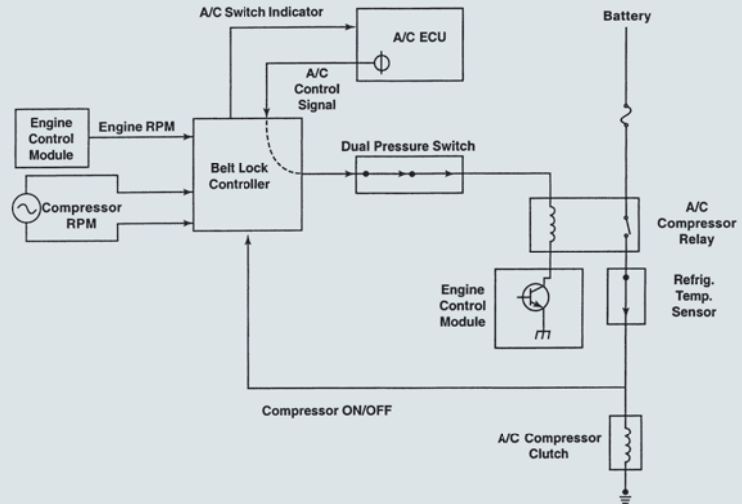 A/C Switch Indicator
Battery
A/C ECU
A/C
Control
Signal
Engine
Control
Module
Engine RPM
Belt Lock
Controller
Dual Pressure Switch
Compressor
RPM
A/C
Compressor
Relay
Engine
Control
Module
Refrig.
Temp.
Sensor
Compressor ON/OFF
A/C Compressor
Clutch